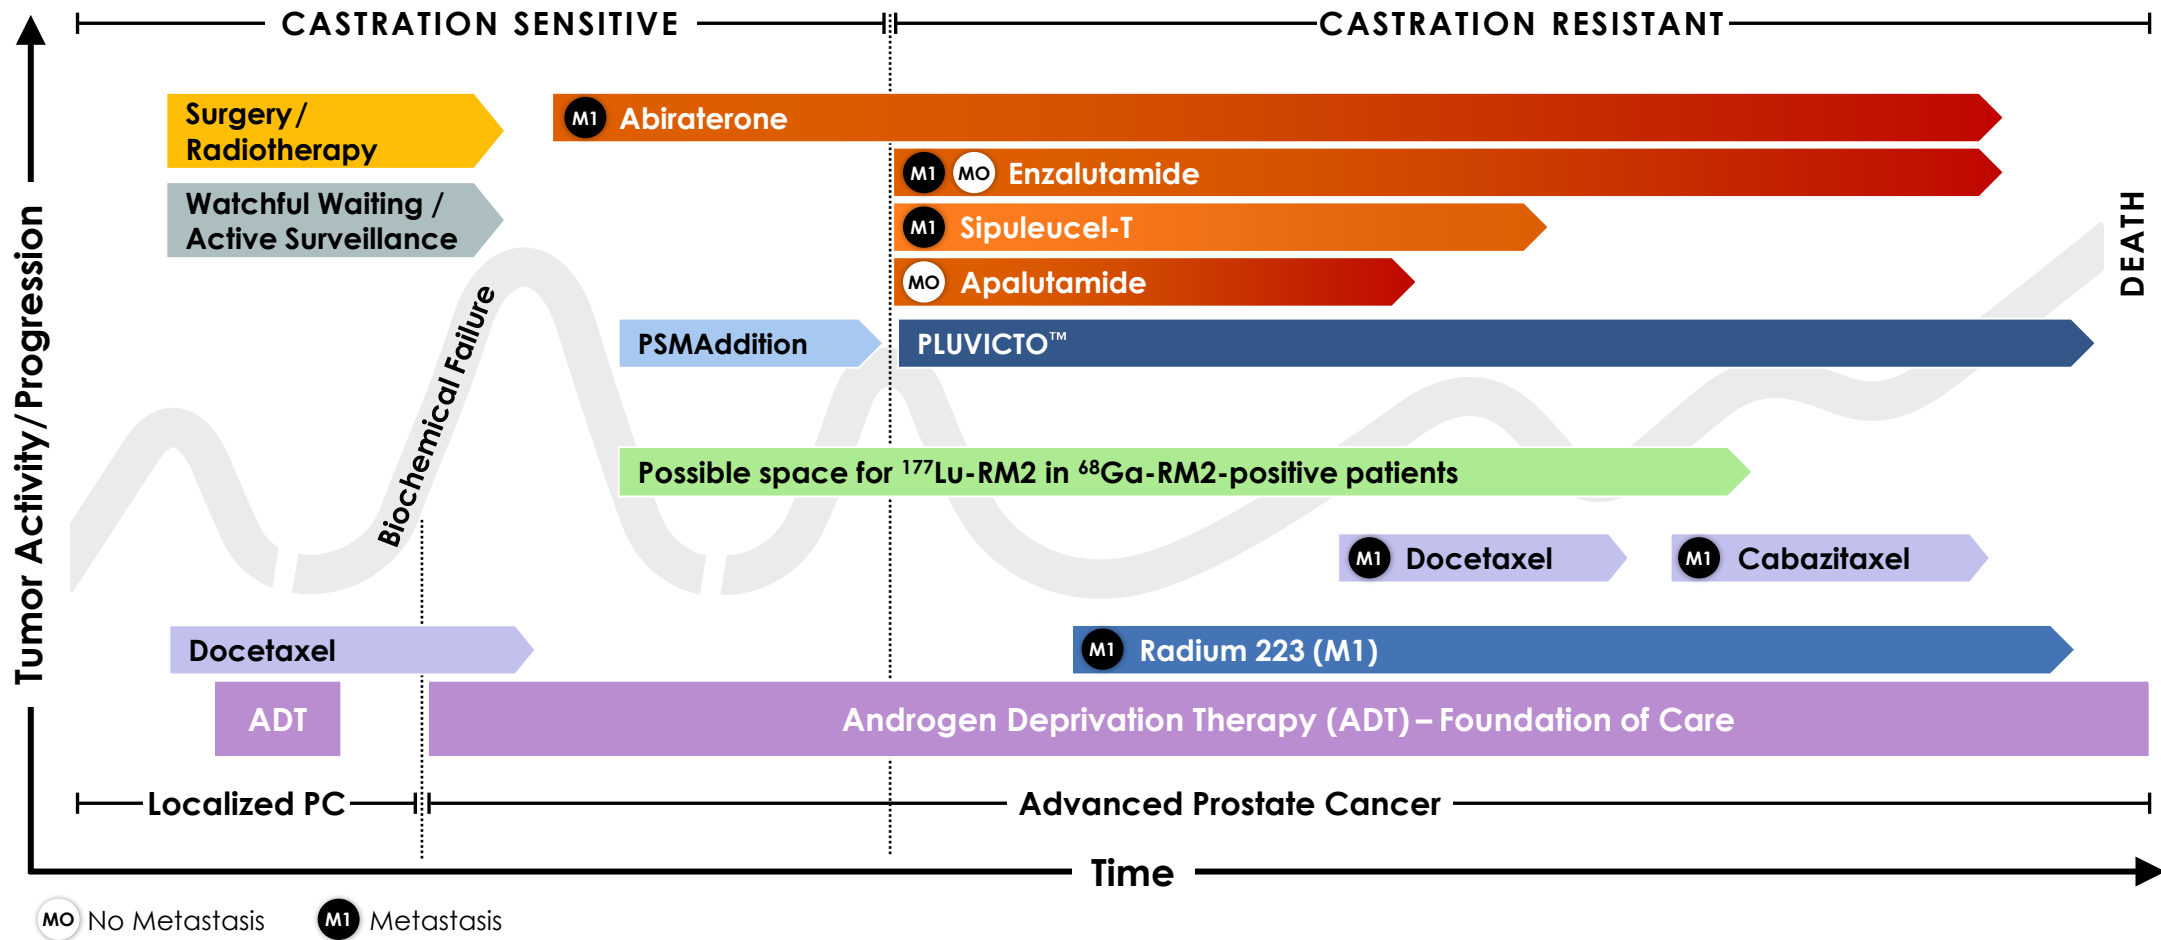 CASTRATION SENSITIVE
CASTRATION RESISTANT
Surgery/
Radiotherapy
M1 Abiraterone
M1 MO Enzalutamide
Watchful Waiting /
Active Surveillance
M1 Sipuleucel-T
MO Apalutamide
DEATH
Tumor Activity/Progression
Biochemical Failure
PSMAddition
PLUVICTO™
Possible space for ¹⁷⁷Lu-RM2 in ⁶⁸Ga-RM2-positive patients
M1 Docetaxel
M1 Cabazitaxel
Docetaxel
M1 Radium 223 (M1)
ADT
Androgen Deprivation Therapy (ADT) – Foundation of Care
Localized PC
Advanced Prostate Cancer
Time
MO No Metastasis
M1 Metastasis